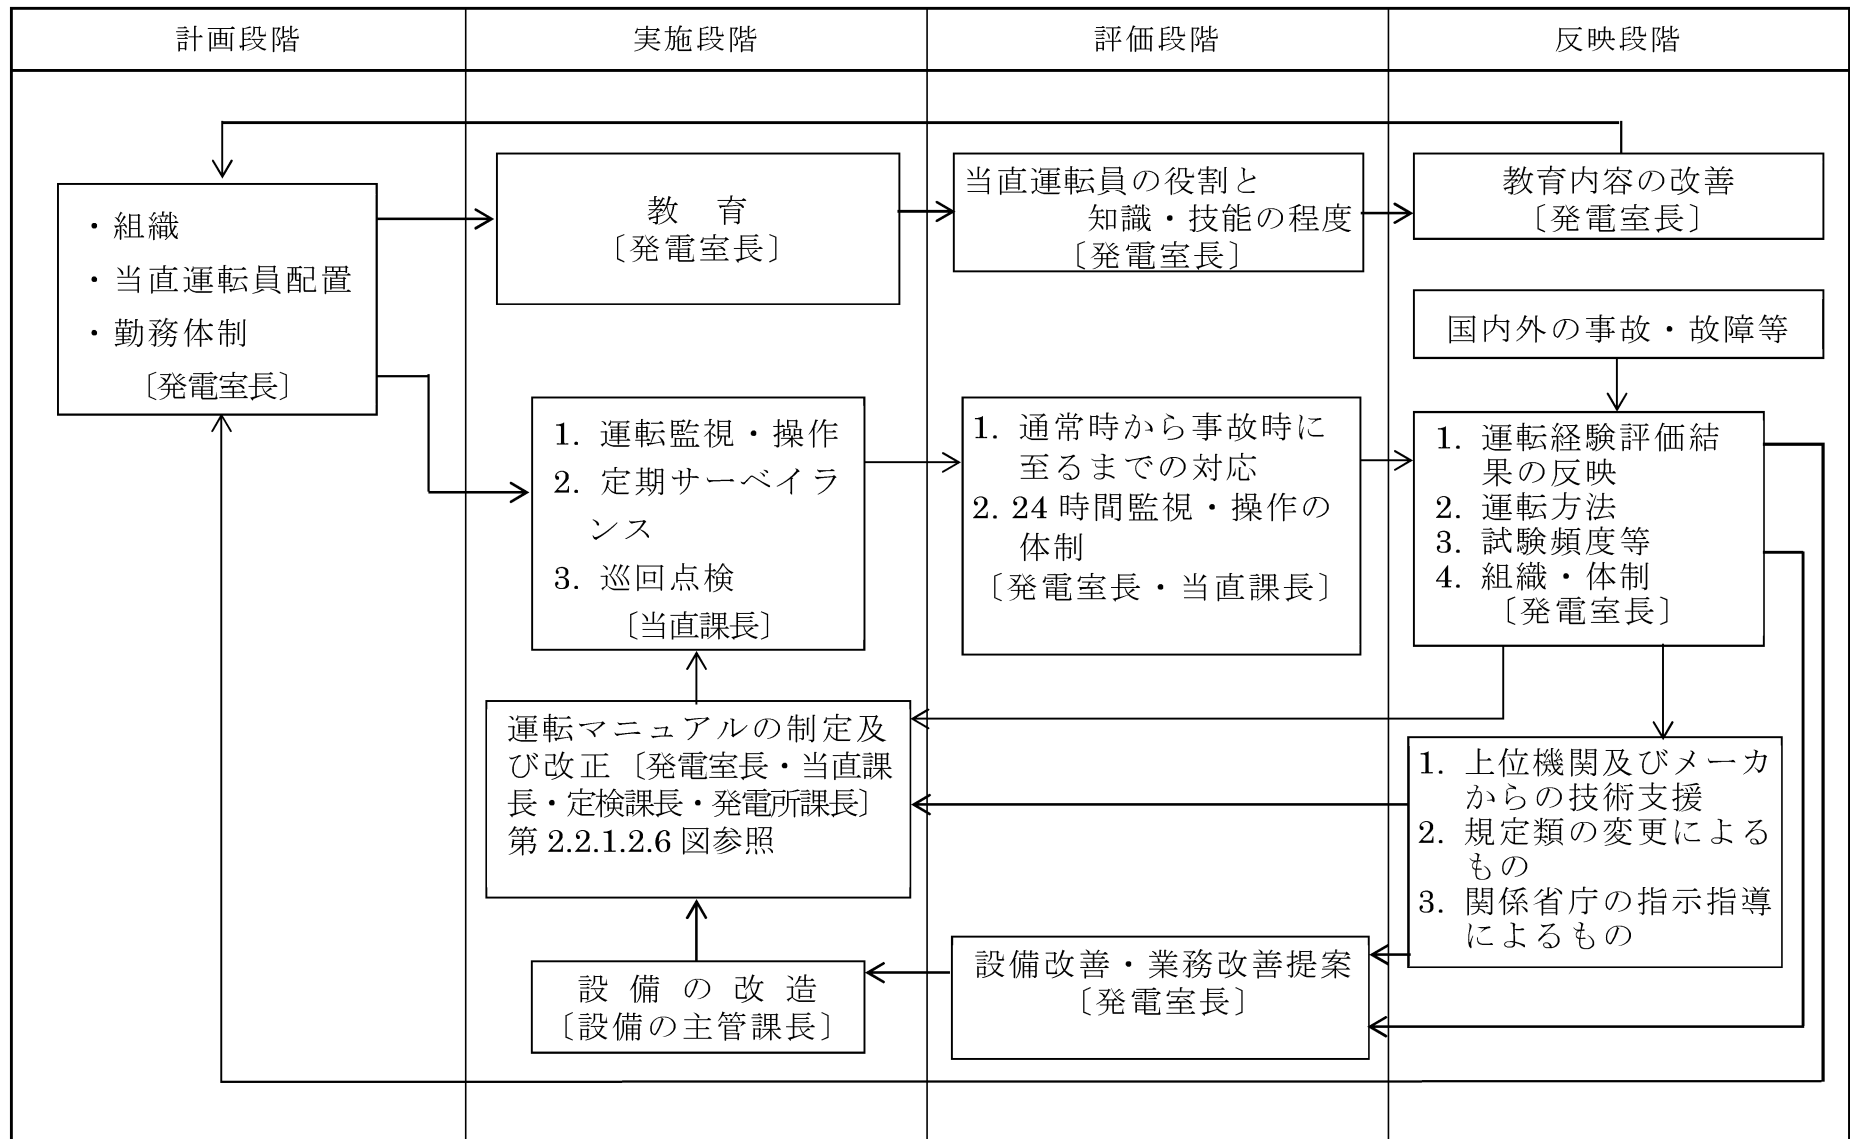 計画段階
実施段階
評価段階
反映段階
・組織
・当直運転員配置
・勤務体制
〔発電室長〕
教　育
〔発電室長〕
当直運転員の役割と
知識・技能の程度
〔発電室長〕
教育内容の改善
〔発電室長〕
国内外の事故・故障等
1. 運転監視・操作
2. 定期サーベイラ
ンス
3. 巡回点検
〔当直課長〕
1. 通常時から事故時に
至るまでの対応
2. 24 時間監視・操作の
体制
〔発電室長・当直課長〕
1. 運転経験評価結
果の反映
2. 運転方法
3. 試験頻度等
4. 組織・体制
〔発電室長〕
運転マニュアルの制定及
び改正〔発電室長・当直課
長・定検課長・発電所課長〕
第 2.2.1.2.6 図参照
1. 上位機関及びメーカ
からの技術支援
2. 規定類の変更による
もの
3. 関係省庁の指示指導
によるもの
設備の改造
〔設備の主管課長〕
設備改善・業務改善提案
〔発電室長〕